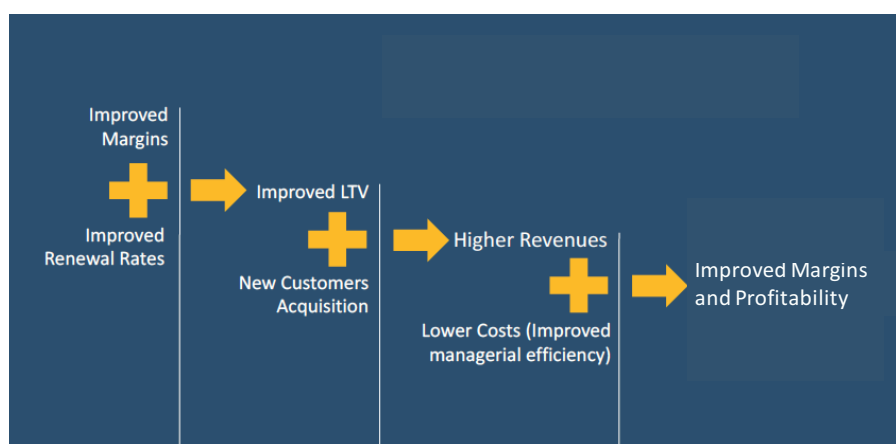 Improved
Margins
Improved
Renewal Rates
Improved LTV
New Customers
Acquisition
Higher Revenues
Lower Costs (Improved
managerial efficiency)
Improved Margins
and Profitability